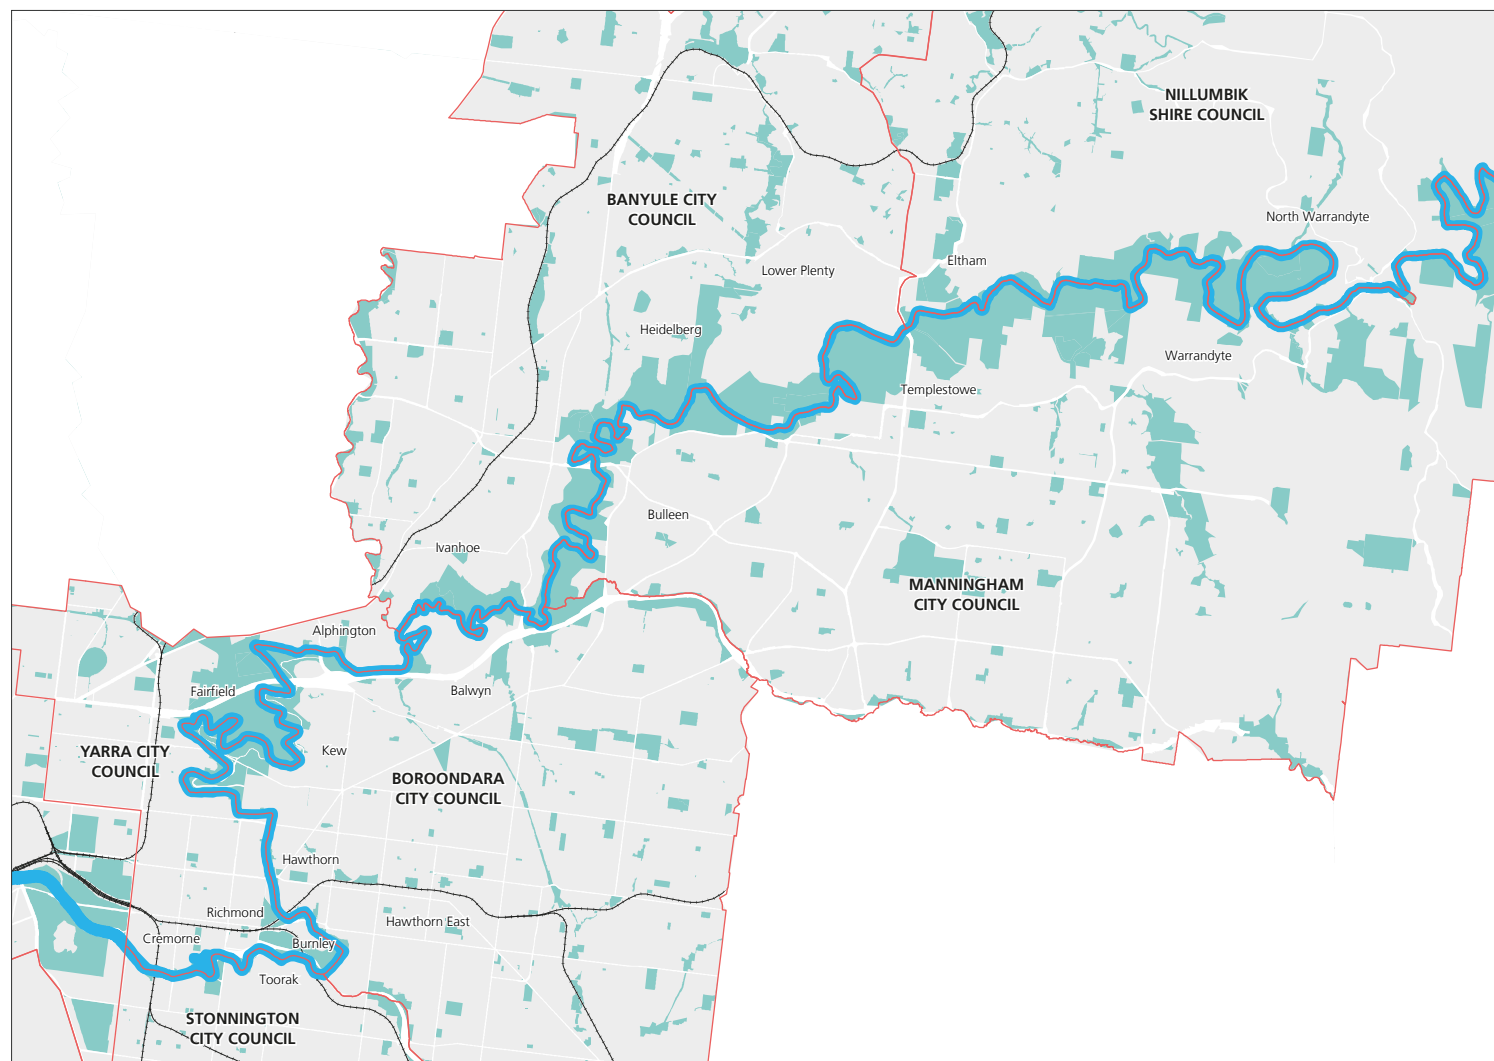 NILLUMBIK
SHIRE COUNCIL
BANYULE CITY
COUNCIL
North Warrandyte
Eltham
Lower Plenty
Heidelberg
Warrandyte
Templestowe
Bulleen
Ivanhoe
MANNINGHAM
CITY COUNCIL
Alphington
Fairfield
Balwyn
YARRA CITY
COUNCIL
Kew
BOROONDARA
CITY COUNCIL
Hawthorn
Richmond
Hawthorn East
Cremorne
Burnley
Toorak
STONNINGTON
CITY COUNCIL